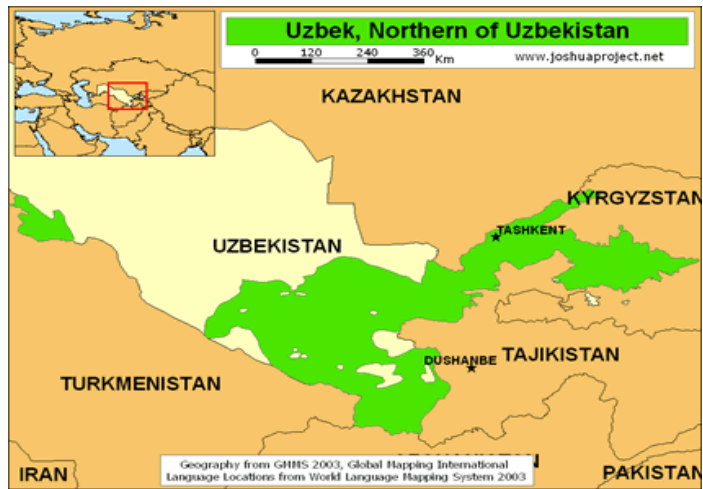 Uzbek, Northern of Uzbekistan
0 120 240 360 Km
www.joshuaproject.net
KAZAKHSTAN
KYRGYZSTAN
TASHKENT
UZBEKISTAN
DUSHANBE
TAJIKISTAN
TURKMENISTAN
IRAN
PAKISTAN
Geography from GMMS 2003, Global Mapping International
Language Locations from World Language Mapping System 2003